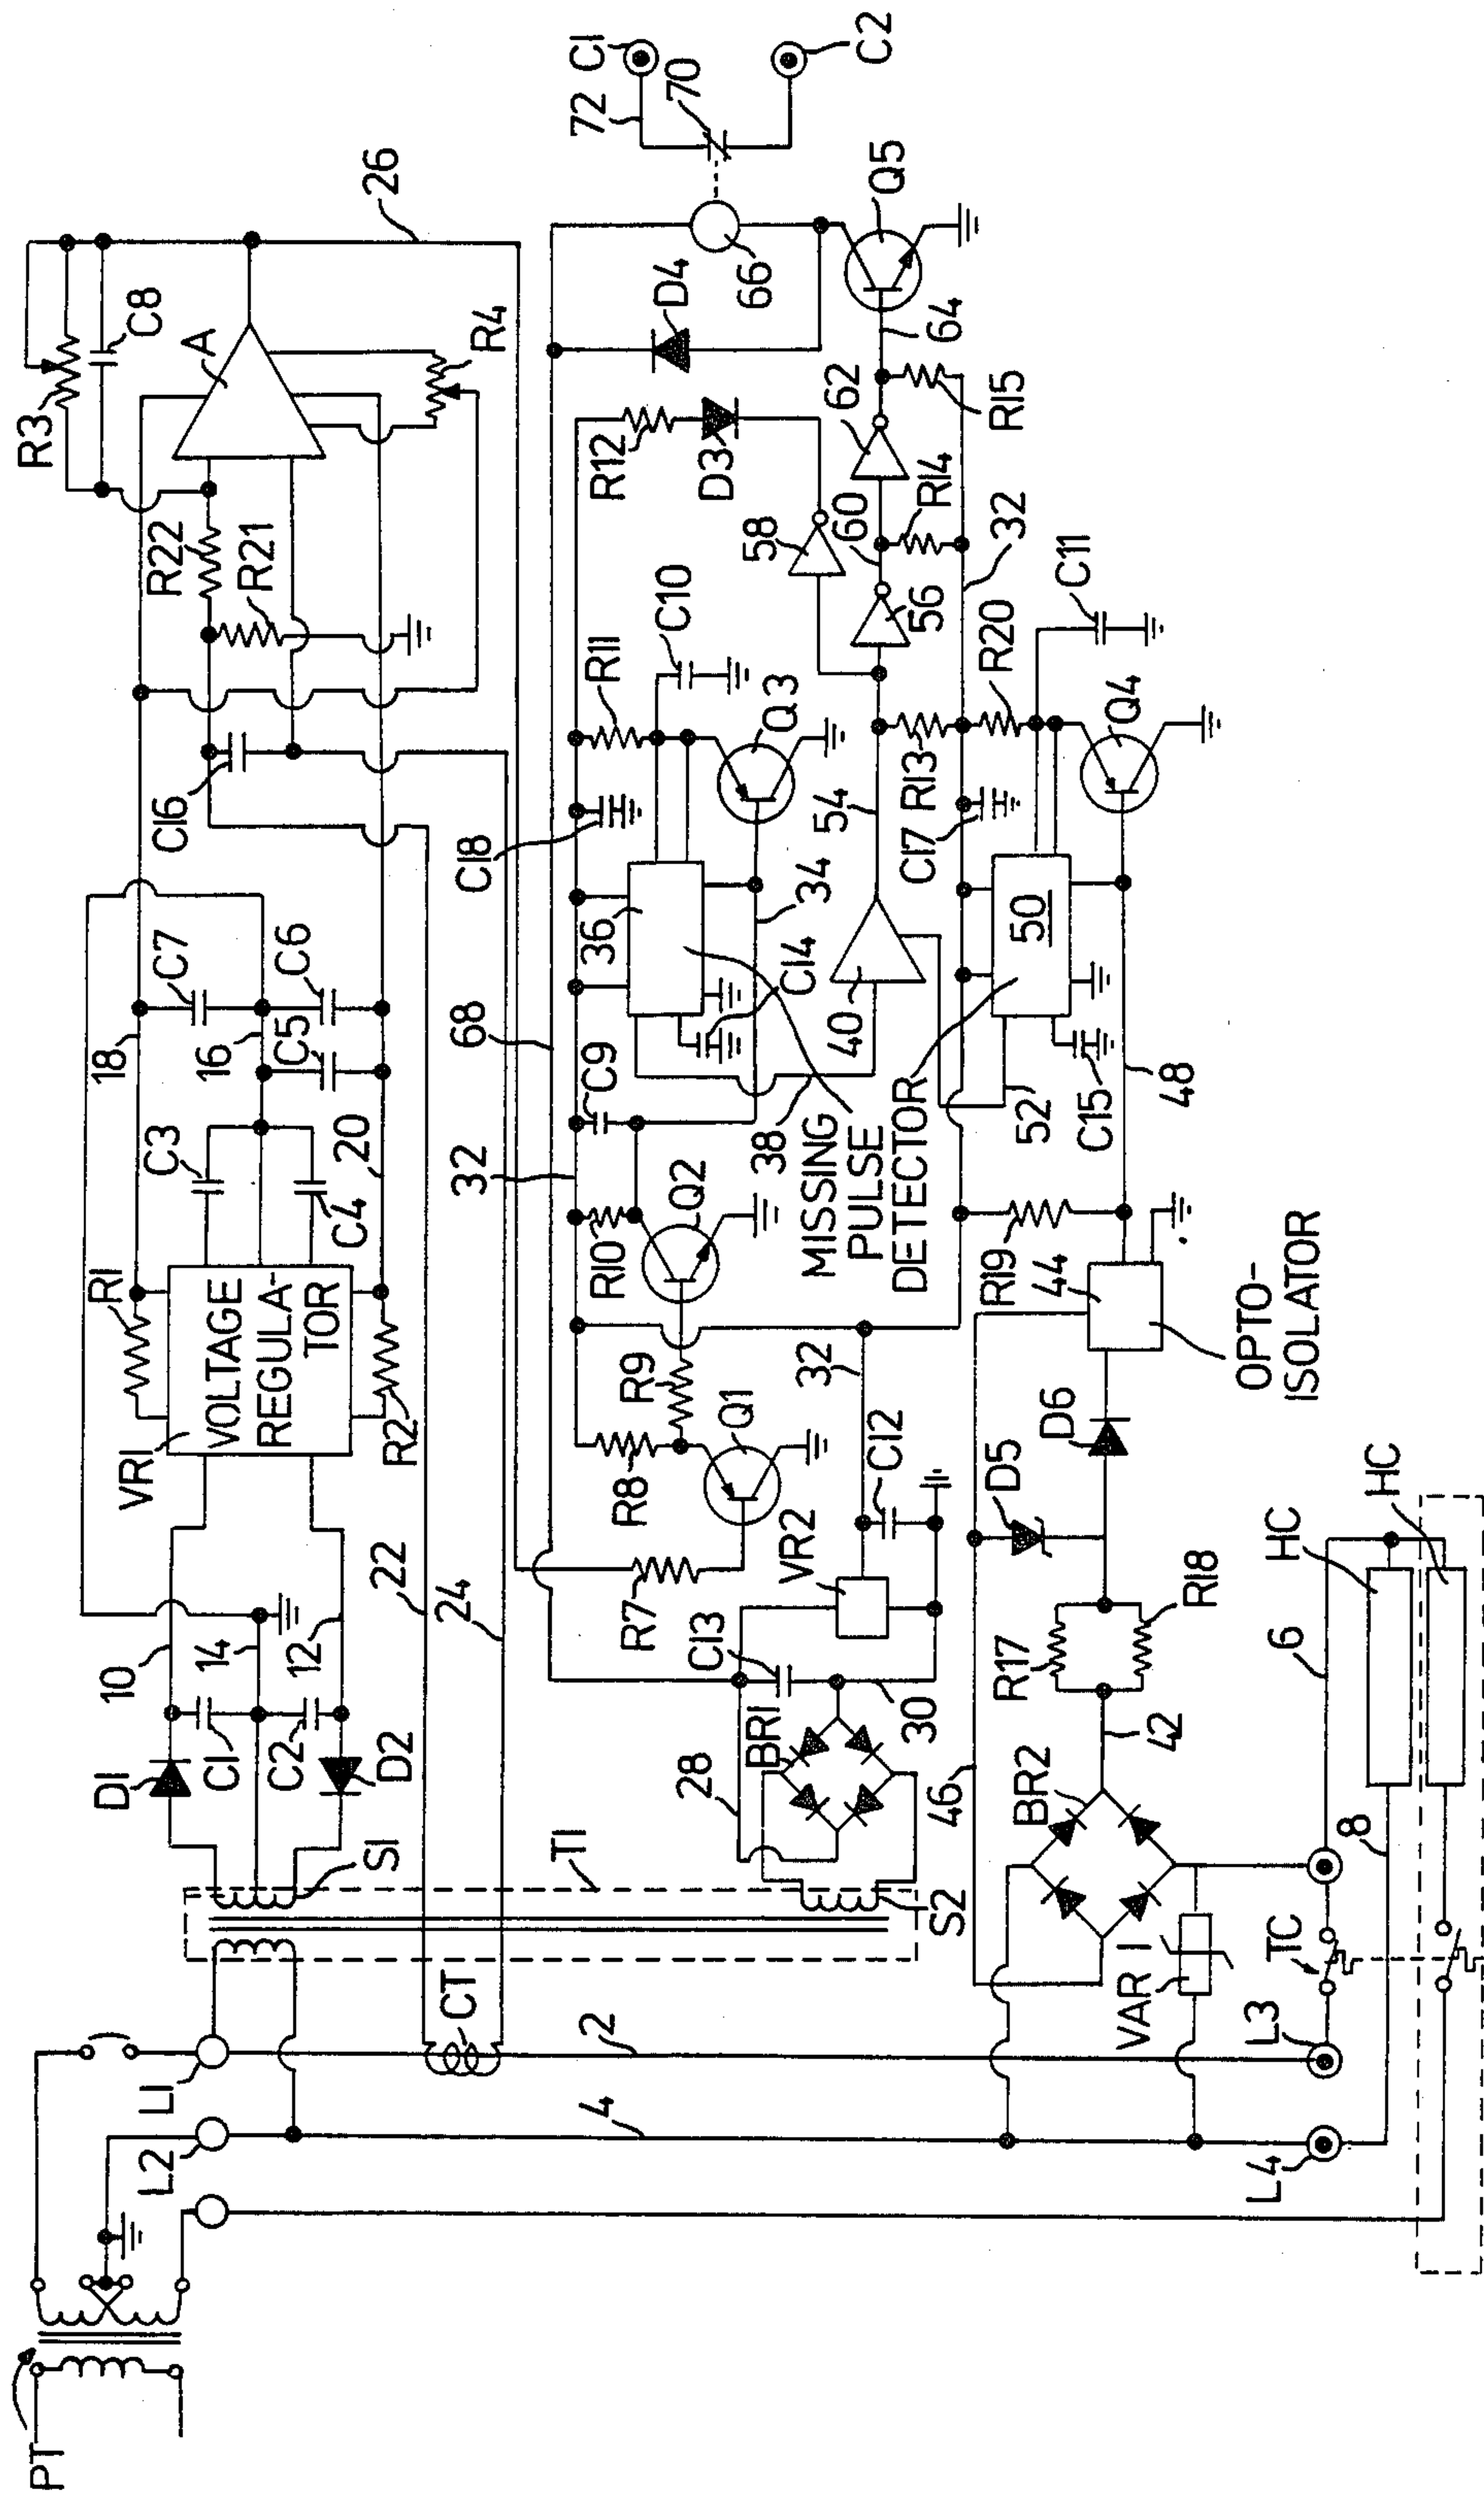 PT
L1
L2
L3
L4
2
4
CT
T1
S1
S2
D1
D2
C1
C2
10
14
12
VR1
VOLTAGE
REGULA-
TOR
R1
R2
C3
C4
18
16
C5
C7
C6
20
22
24
C16
R22
R21
R3
C8
A
R4
26
28
BR1
30
C13
VR2
C12
32
R7
R8
Q1
R9
R10
Q2
32
68
C9
38
MISSING
PULSE
DETECTOR
36
C14
34
C18
R11
C10
Q3
40
54
58
56
60
62
R12
D3
D4
R14
R15
64
66
Q5
72
70
C1
C2
R13
C17
R20
32
C11
Q4
50
52
C15
48
R19
44
OPTO-
ISOLATOR
D6
D5
R17
R18
42
46
BR2
VAR 1
TC
6
8
HC
HC